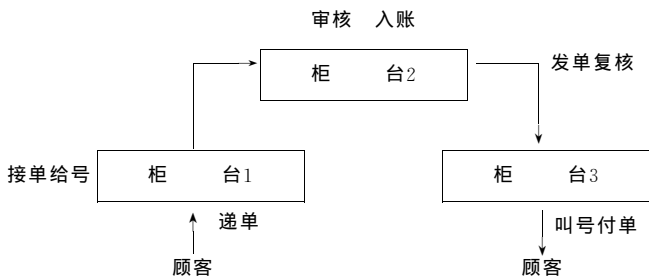 审核 入账
柜 台2
发单复核
接单给号
柜 台1
柜 台3
递单
叫号付单
顾客
顾客